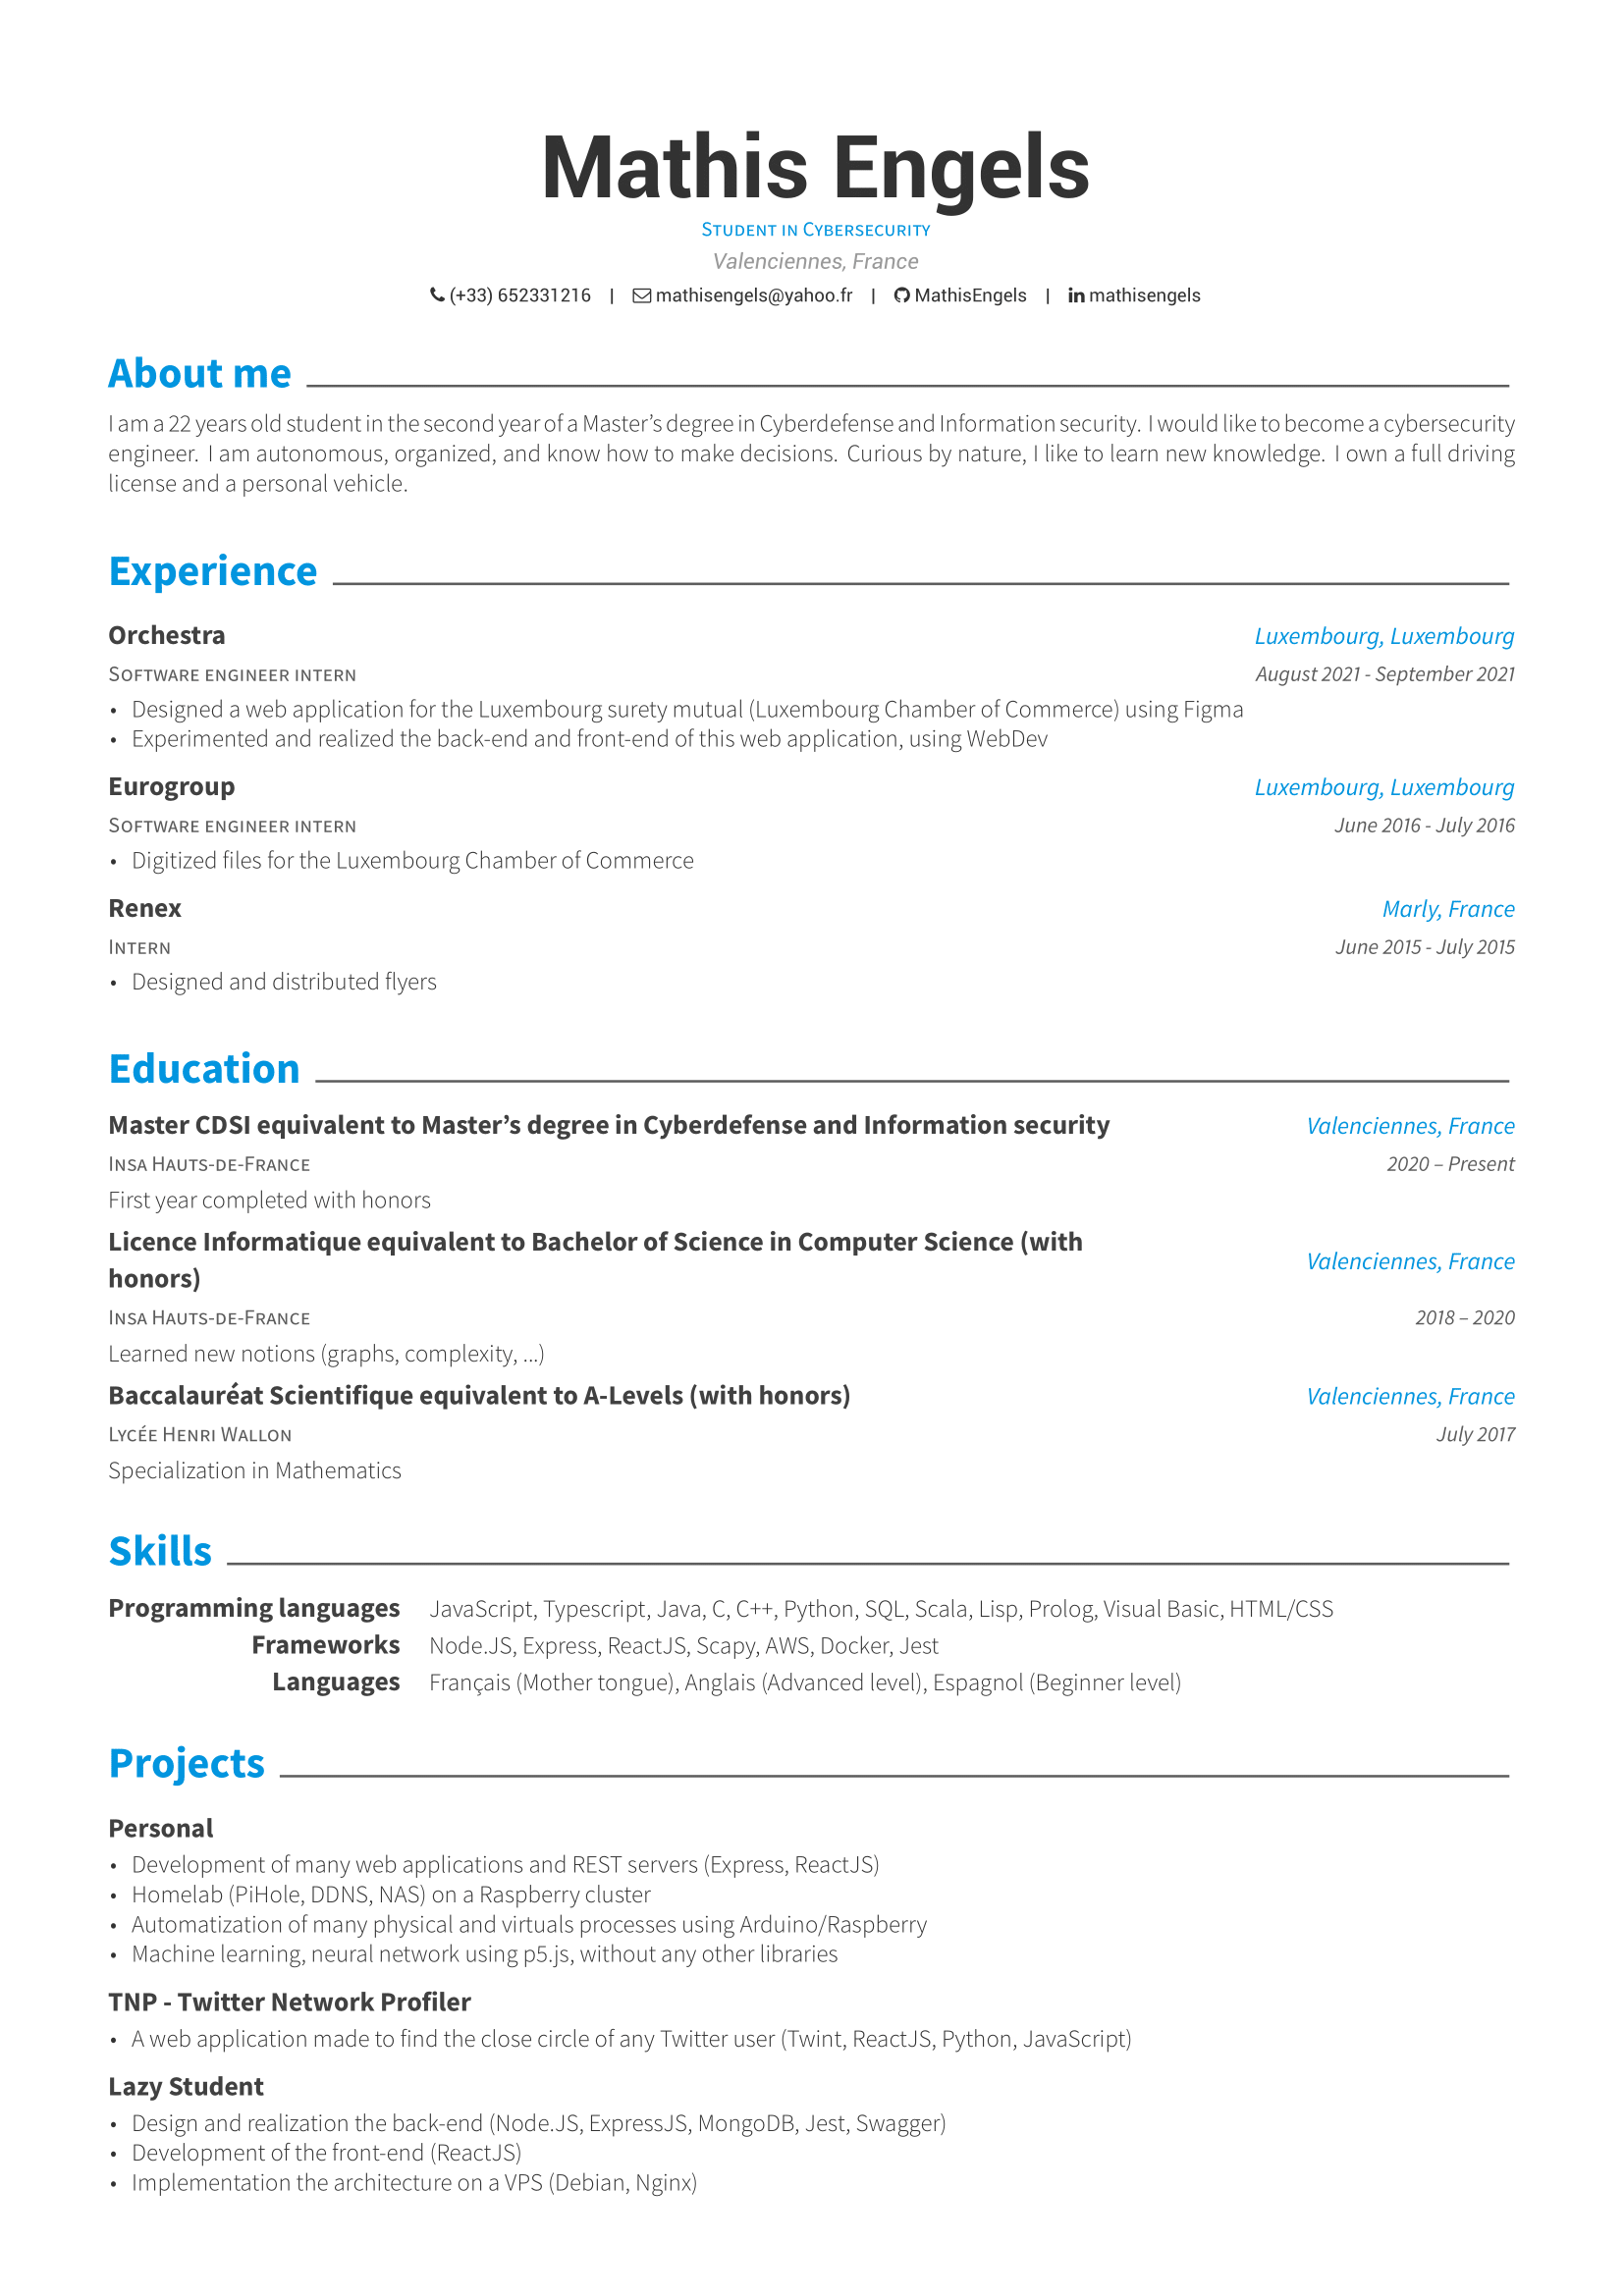 Mathis Engels
Student in Cybersecurity
Valenciennes, France
(+33) 652331216 | mathisengels@yahoo.fr | MathisEngels | mathisengels
About me
I am a 22 years old student in the second year of a Master’s degree in Cyberdefense and Information security. I would like to become a cybersecurity
engineer. I am autonomous, organized, and know how to make decisions. Curious by nature, I like to learn new knowledge. I own a full driving
license and a personal vehicle.
Experience
Orchestra Luxembourg, Luxembourg
Software engineer intern August 2021 - September 2021
• Designed a web application for the Luxembourg surety mutual (Luxembourg Chamber of Commerce) using Figma
• Experimented and realized the back-end and front-end of this web application, using WebDev
Eurogroup Luxembourg, Luxembourg
Software engineer intern June 2016 - July 2016
• Digitized files for the Luxembourg Chamber of Commerce
Renex Marly, France
Intern June 2015 - July 2015
• Designed and distributed flyers
Education
Master CDSI equivalent to Master’s degree in Cyberdefense and Information security Valenciennes, France
Insa Hauts-de-France 2020 – Present
First year completed with honors
Licence Informatique equivalent to Bachelor of Science in Computer Science (with
honors) Valenciennes, France
Insa Hauts-de-France 2018 – 2020
Learned new notions (graphs, complexity, ...)
Baccalauréat Scientifique equivalent to A-Levels (with honors) Valenciennes, France
Lycée Henri Wallon July 2017
Specialization in Mathematics
Skills
Programming languages JavaScript, Typescript, Java, C, C++, Python, SQL, Scala, Lisp, Prolog, Visual Basic, HTML/CSS
Frameworks Node.JS, Express, ReactJS, Scapy, AWS, Docker, Jest
Languages Français (Mother tongue), Anglais (Advanced level), Espagnol (Beginner level)
Projects
Personal
• Development of many web applications and REST servers (Express, ReactJS)
• Homelab (PiHole, DDNS, NAS) on a Raspberry cluster
• Automatization of many physical and virtuals processes using Arduino/Raspberry
• Machine learning, neural network using p5.js, without any other libraries
TNP - Twitter Network Profiler
• A web application made to find the close circle of any Twitter user (Twint, ReactJS, Python, JavaScript)
Lazy Student
• Design and realization the back-end (Node.JS, ExpressJS, MongoDB, Jest, Swagger)
• Development of the front-end (ReactJS)
• Implementation the architecture on a VPS (Debian, Nginx)